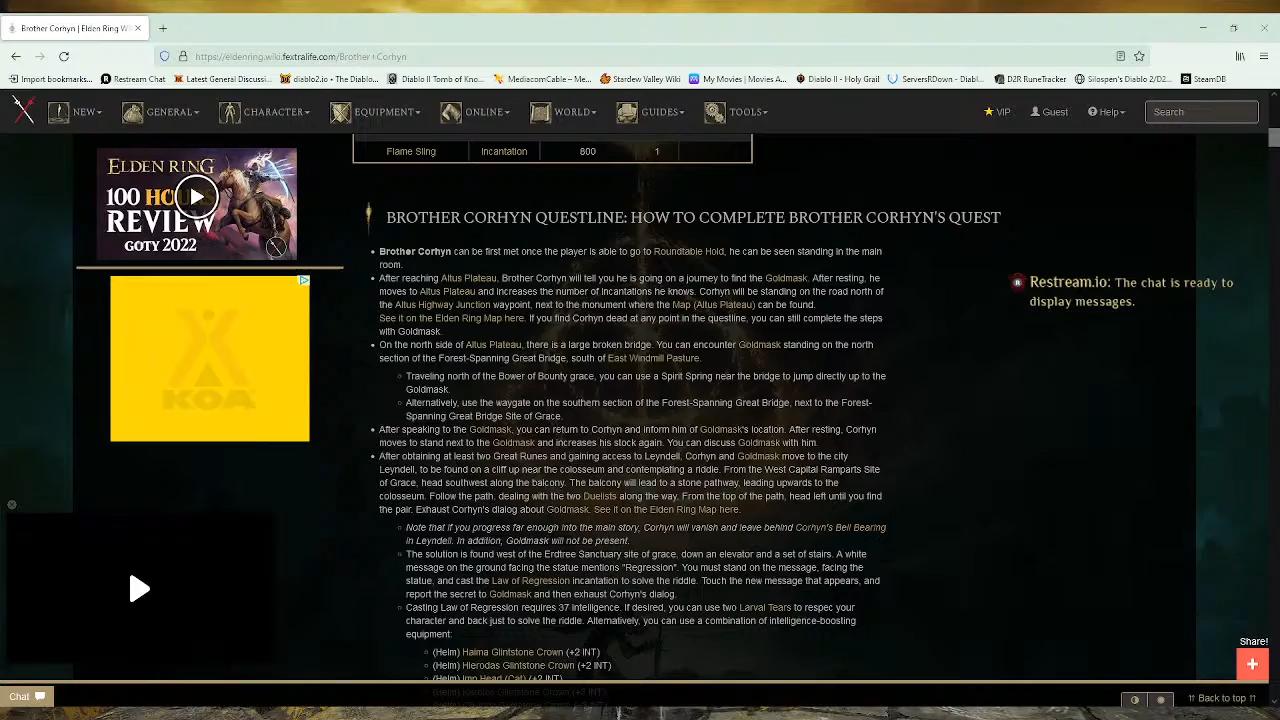 Brother Corhyn | Elden Ring Wi
https://eldenring.wiki.fextralife.com/Brother+Corhyn
Import bookmarks... Restream Chat Latest General Discussi... diablo2.io • The Diablo... Diablo II Tomb of Kno... MediacomCable – Me... Stardew Valley Wiki My Movies | Movies A... Diablo II - Holy Grail ServersRDown - Diabl... D2R RuneTracker Silospen's Diablo 2/D2... SteamDB
NEW GENERAL CHARACTER EQUIPMENT ONLINE WORLD GUIDES TOOLS VIP Guest Help Search
Flame Sling Incantation 800 1
ELDEN RING
100 HO
REVIEW
GOTY 2022
BROTHER CORHYN QUESTLINE: HOW TO COMPLETE BROTHER CORHYN'S QUEST
Brother Corhyn can be first met once the player is able to go to Roundtable Hold, he can be seen standing in the main
room.
After reaching Altus Plateau, Brother Corhyn will tell you he is going on a journey to find the Goldmask. After resting, he
moves to Altus Plateau and increases the number of Incantations he knows. Corhyn will be standing on the road north of
the Altus Highway Junction waypoint, next to the monument where the Map (Altus Plateau) can be found.
See it on the Elden Ring Map here. If you find Corhyn dead at any point in the questline, you can still complete the steps
with Goldmask.
On the north side of Altus Plateau, there is a large broken bridge. You can encounter Goldmask standing on the north
section of the Forest-Spanning Great Bridge, south of East Windmill Pasture.
Traveling north of the Bower of Bounty grace, you can use a Spirit Spring near the bridge to jump directly up to the
Goldmask.
Alternatively, use the waygate on the southern section of the Forest-Spanning Great Bridge, next to the Forest-
Spanning Great Bridge Site of Grace.
After speaking to the Goldmask, you can return to Corhyn and inform him of Goldmask's location. After resting, Corhyn
moves to stand next to the Goldmask and increases his stock again. You can discuss Goldmask with him.
After obtaining at least two Great Runes and gaining access to Leyndell, Corhyn and Goldmask move to the city
Leyndell, to be found on a cliff up near the colosseum and contemplating a riddle. From the West Capital Ramparts Site
of Grace, head southwest along the balcony. The balcony will lead to a stone pathway, leading upwards to the
colosseum. Follow the path, dealing with the two Duelists along the way. From the top of the path, head left until you find
the pair. Exhaust Corhyn's dialog about Goldmask. See it on the Elden Ring Map here.
Note that if you progress far enough into the main story, Corhyn will vanish and leave behind Corhyn's Bell Bearing
in Leyndell. In addition, Goldmask will not be present.
The solution is found west of the Erdtree Sanctuary site of grace, down an elevator and a set of stairs. A white
message on the ground facing the statue mentions "Regression". You must stand on the message, facing the
statue, and cast the Law of Regression incantation to solve the riddle. Touch the new message that appears, and
report the secret to Goldmask and then exhaust Corhyn's dialog.
Casting Law of Regression requires 37 intelligence. If desired, you can use two Larval Tears to respec your
character and back just to solve the riddle. Alternatively, you can use a combination of intelligence-boosting
equipment:
(Helm) Haima Glintstone Crown (+2 INT)
(Helm) Hierodas Glintstone Crown (+2 INT)
(Helm) Imp Head (Cat) (+2 INT)
(Helm) Karolos Glintstone Crown (+3 INT)
Restream.io: The chat is ready to
display messages.
KOA
Share!
Chat
Back to top